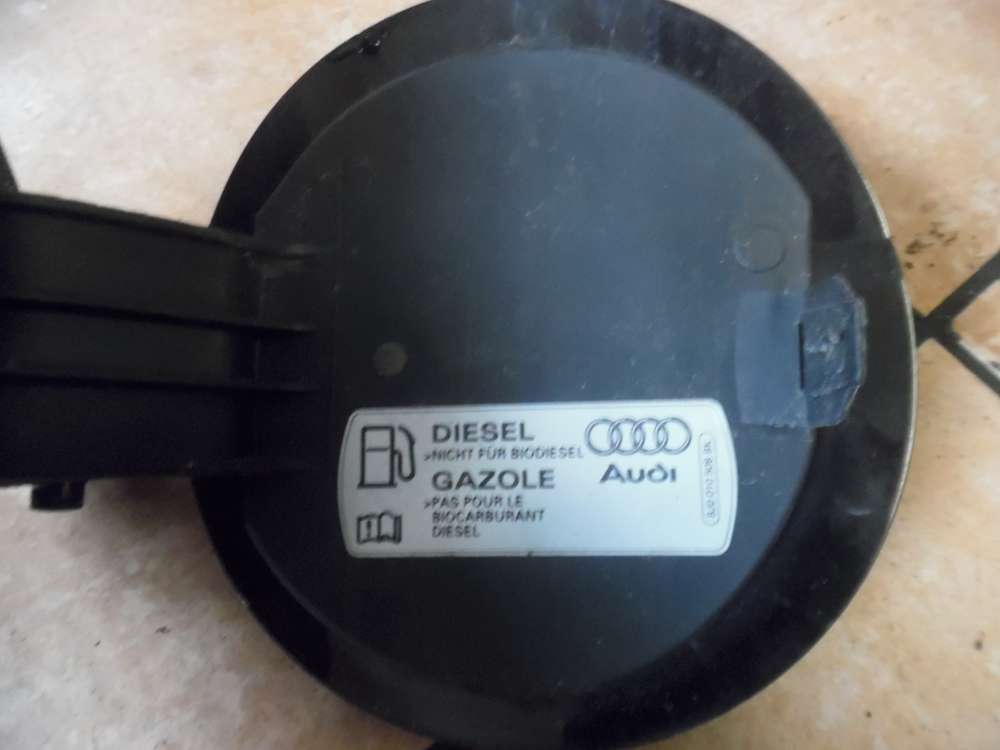 DIESEL
>NICHT FÜR BIODIESEL
GAZOLE
>PAS POUR LE
BIOCARBURANT
DIESEL
Audi